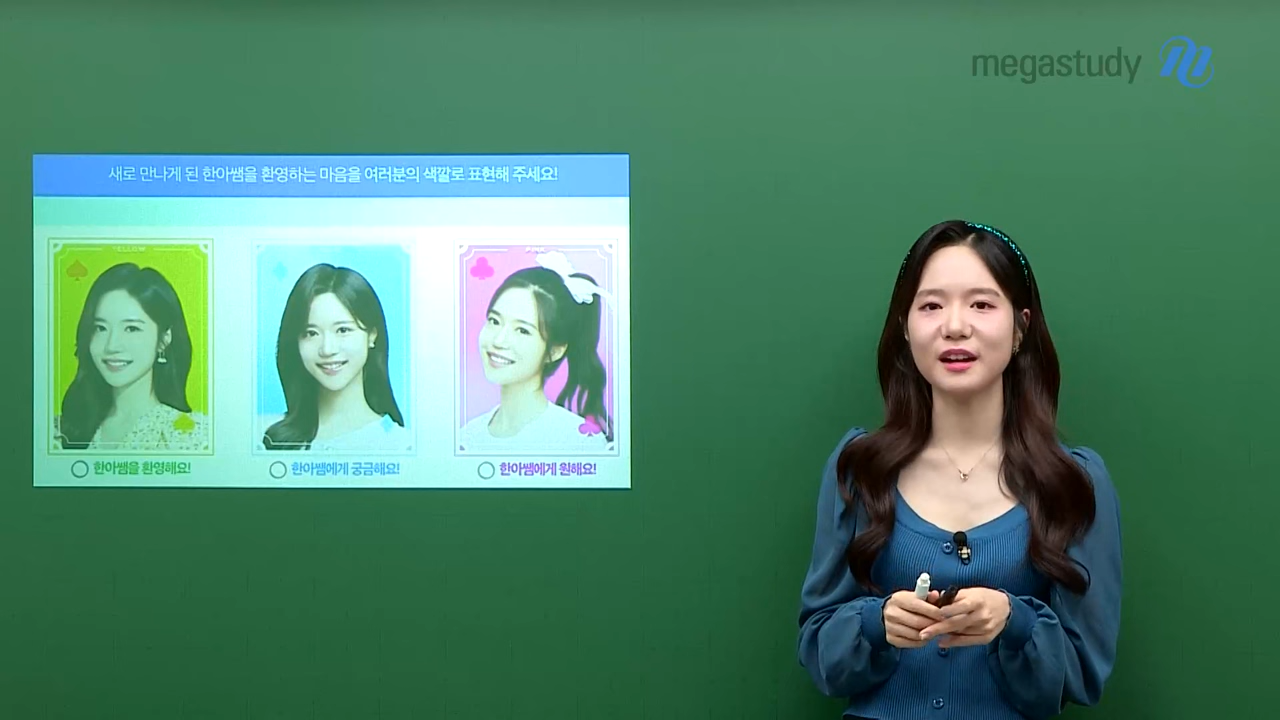 megastudy
새로 만나게 된 한아쌤을 환영하는 마음을 여러분의 색깔로 표현해 주세요!
YELLOW
PINK
한아쌤을 환영해요!
한아쌤에게 궁금해요!
한아쌤에게 원해요!